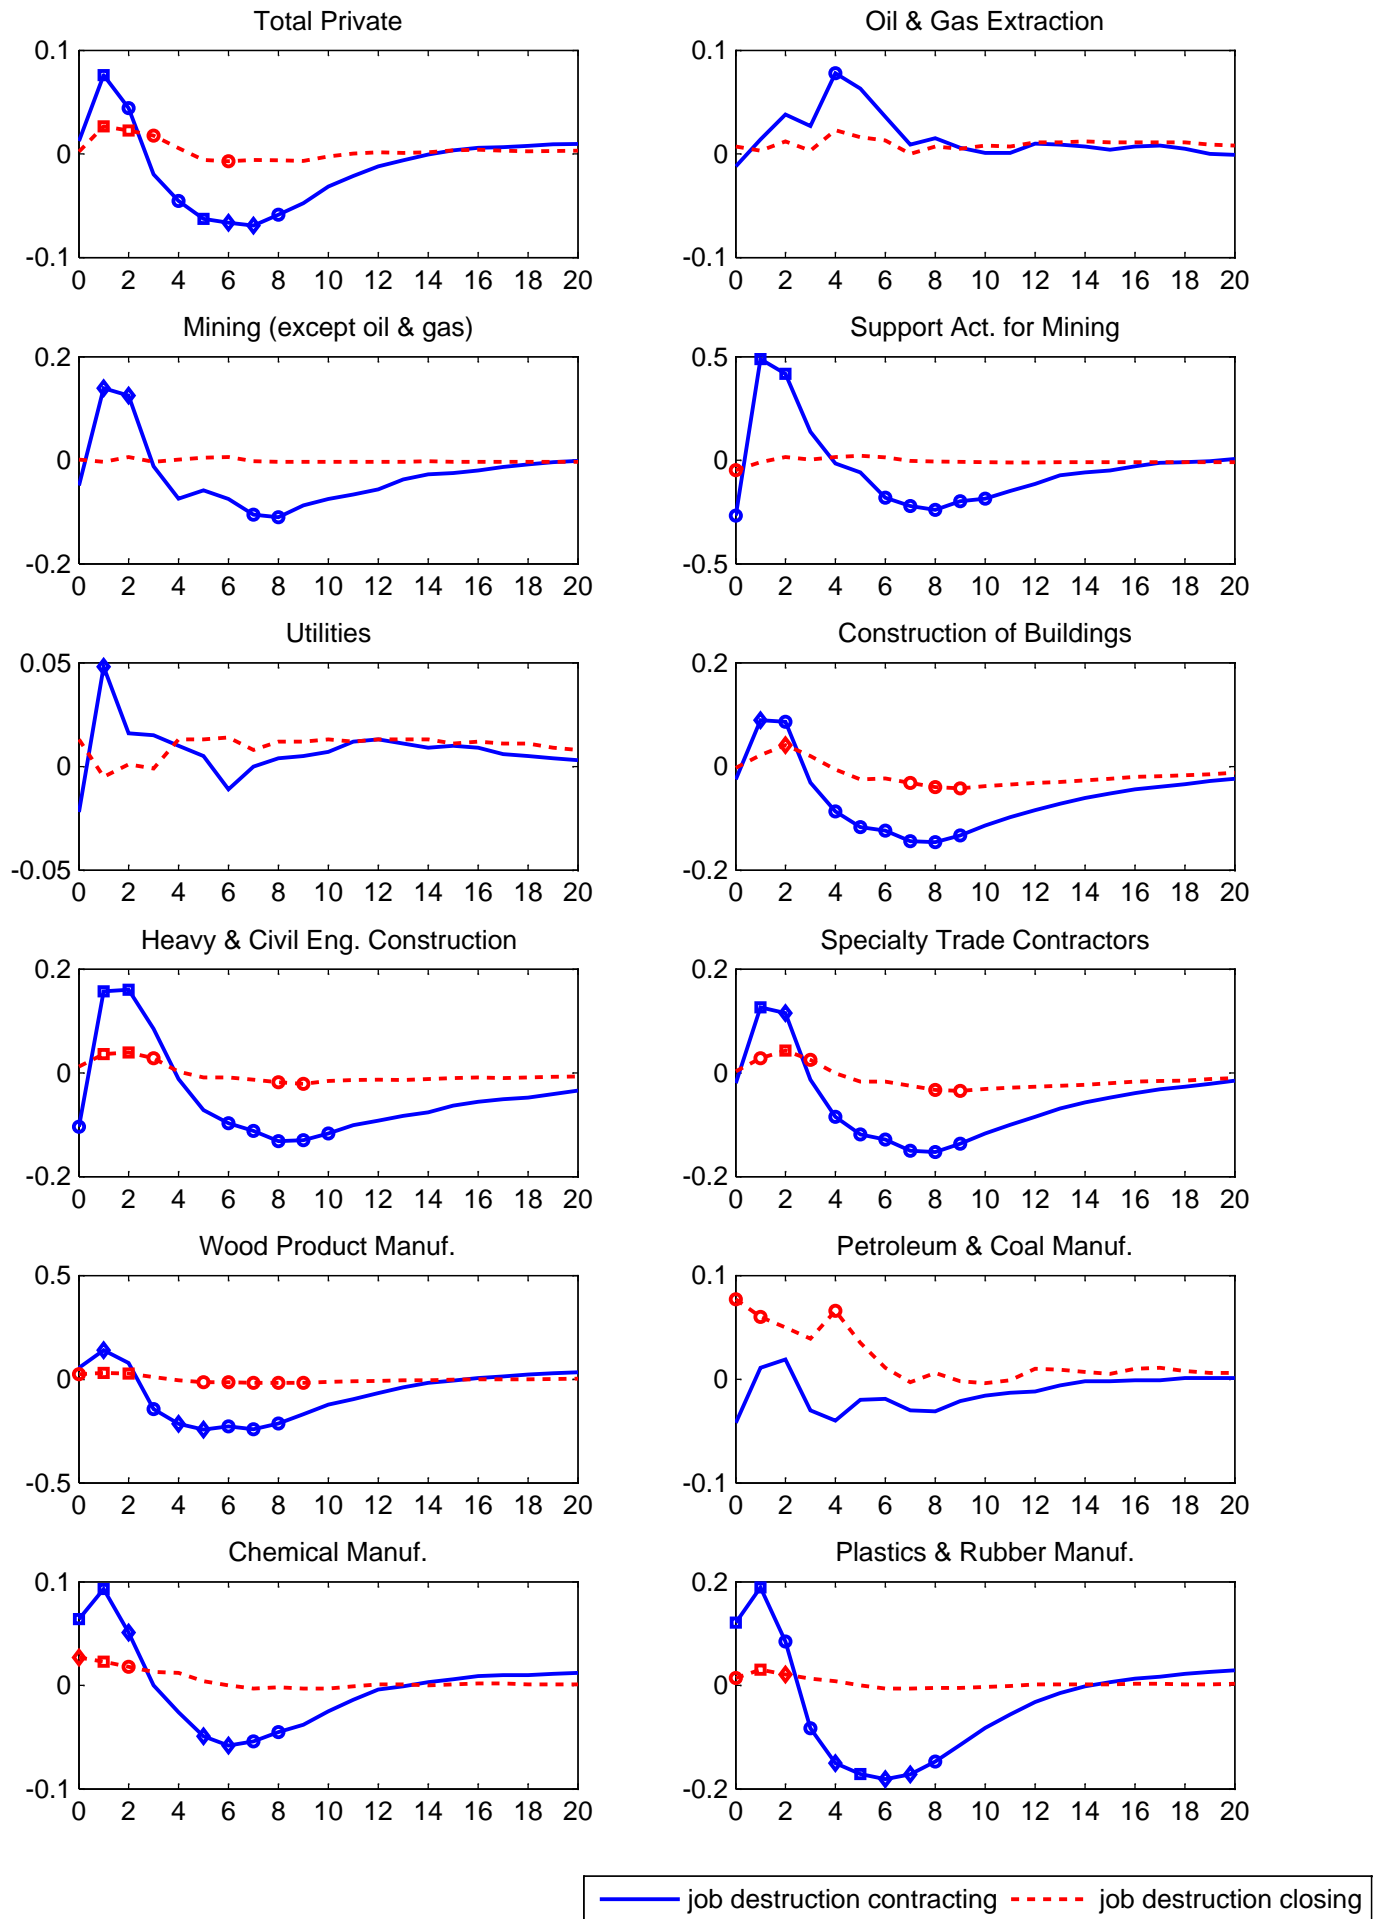 Total Private
0.1
0
-0.1
0 2 4 6 8 10 12 14 16 18 20
Oil & Gas Extraction
0.1
0
-0.1
0 2 4 6 8 10 12 14 16 18 20
Mining (except oil & gas)
0.2
0
-0.2
0 2 4 6 8 10 12 14 16 18 20
Support Act. for Mining
0.5
0
-0.5
0 2 4 6 8 10 12 14 16 18 20
Utilities
0.05
0
-0.05
0 2 4 6 8 10 12 14 16 18 20
Construction of Buildings
0.2
0
-0.2
0 2 4 6 8 10 12 14 16 18 20
Heavy & Civil Eng. Construction
0.2
0
-0.2
0 2 4 6 8 10 12 14 16 18 20
Specialty Trade Contractors
0.2
0
-0.2
0 2 4 6 8 10 12 14 16 18 20
Wood Product Manuf.
0.5
0
-0.5
0 2 4 6 8 10 12 14 16 18 20
Petroleum & Coal Manuf.
0.1
0
-0.1
0 2 4 6 8 10 12 14 16 18 20
Chemical Manuf.
0.1
0
-0.1
0 2 4 6 8 10 12 14 16 18 20
Plastics & Rubber Manuf.
0.2
0
-0.2
0 2 4 6 8 10 12 14 16 18 20
job destruction contracting
job destruction closing